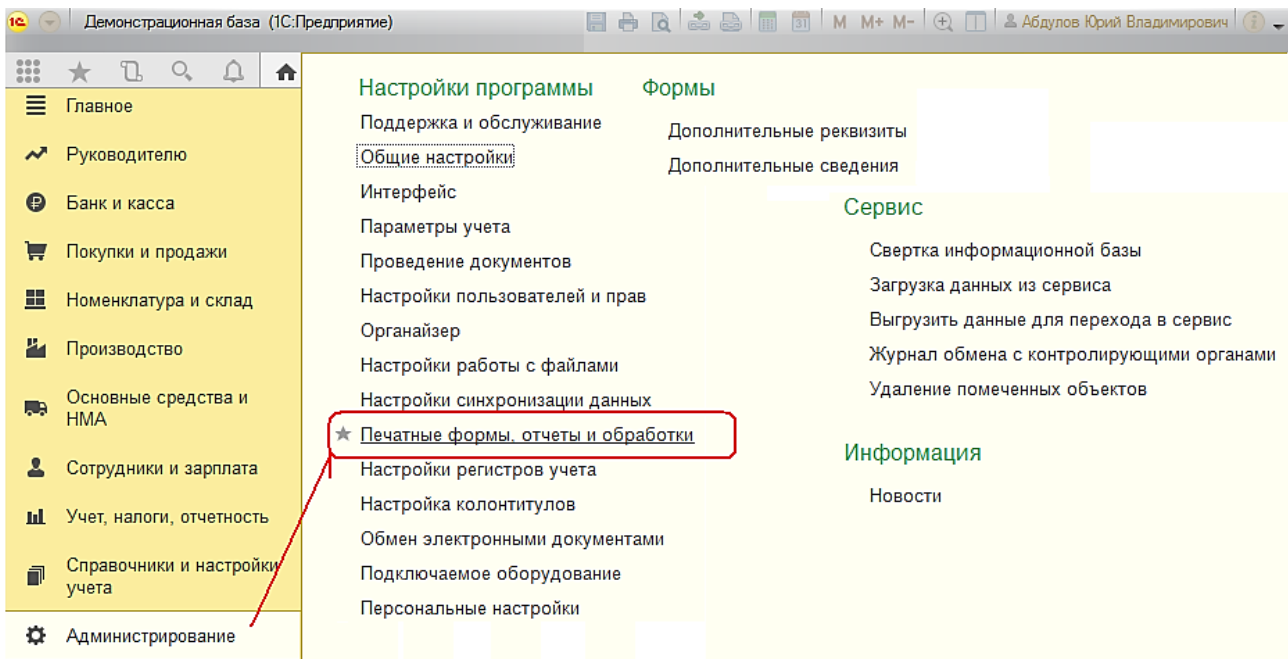 1С Демонстрационная база (1С:Предприятие) 31 M M+ M- Абдулов Юрий Владимирович i
Главное
Руководителю
Банк и касса
Покупки и продажи
Номенклатура и склад
Производство
Основные средства и
НМА
Сотрудники и зарплата
Учет, налоги, отчетность
Справочники и настройки
учета
Администрирование
Настройки программы
Поддержка и обслуживание
Общие настройки
Интерфейс
Параметры учета
Проведение документов
Настройки пользователей и прав
Органайзер
Настройки работы с файлами
Настройки синхронизации данных
Печатные формы, отчеты и обработки
Настройки регистров учета
Настройка колонтитулов
Обмен электронными документами
Подключаемое оборудование
Персональные настройки
Формы
Дополнительные реквизиты
Дополнительные сведения
Сервис
Свертка информационной базы
Загрузка данных из сервиса
Выгрузить данные для перехода в сервис
Журнал обмена с контролирующими органами
Удаление помеченных объектов
Информация
Новости